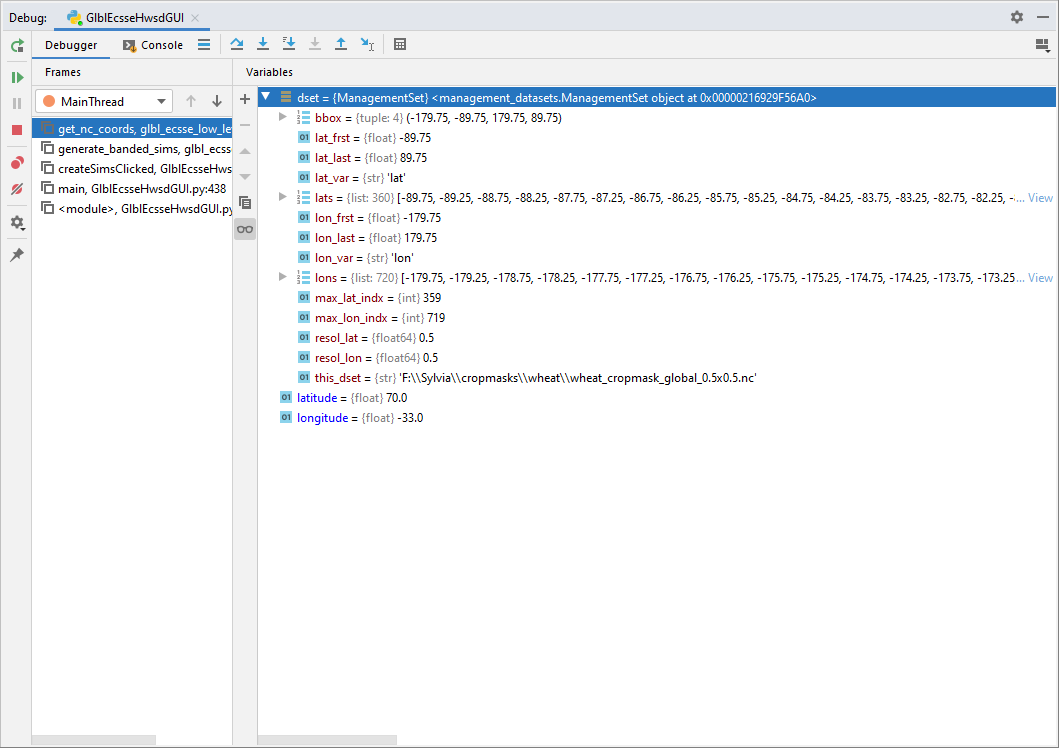 Debug: GlblEcsseHwsdGUI
Debugger Console
Frames
Variables
MainThread
get_nc_coords, glbl_ecsse_low_le
generate_banded_sims, glbl_ecss
createSimsClicked, GlblEcsseHws
main, GlblEcsseHwsdGUI.py:438
<module>, GlblEcsseHwsdGUI.py
dset = {ManagementSet} <management_datasets.ManagementSet object at 0x00000216929F56A0>
bbox = {tuple: 4} (-179.75, -89.75, 179.75, 89.75)
lat_frst = {float} -89.75
lat_last = {float} 89.75
lat_var = {str} 'lat'
lats = {list: 360} [-89.75, -89.25, -88.75, -88.25, -87.75, -87.25, -86.75, -86.25, -85.75, -85.25, -84.75, -84.25, -83.75, -83.25, -82.75, -82.25, -... View
lon_frst = {float} -179.75
lon_last = {float} 179.75
lon_var = {str} 'lon'
lons = {list: 720} [-179.75, -179.25, -178.75, -178.25, -177.75, -177.25, -176.75, -176.25, -175.75, -175.25, -174.75, -174.25, -173.75, -173.25... View
max_lat_indx = {int} 359
max_lon_indx = {int} 719
resol_lat = {float64} 0.5
resol_lon = {float64} 0.5
this_dset = {str} 'F:\\Sylvia\\cropmasks\\wheat\\wheat_cropmask_global_0.5x0.5.nc'
latitude = {float} 70.0
longitude = {float} -33.0